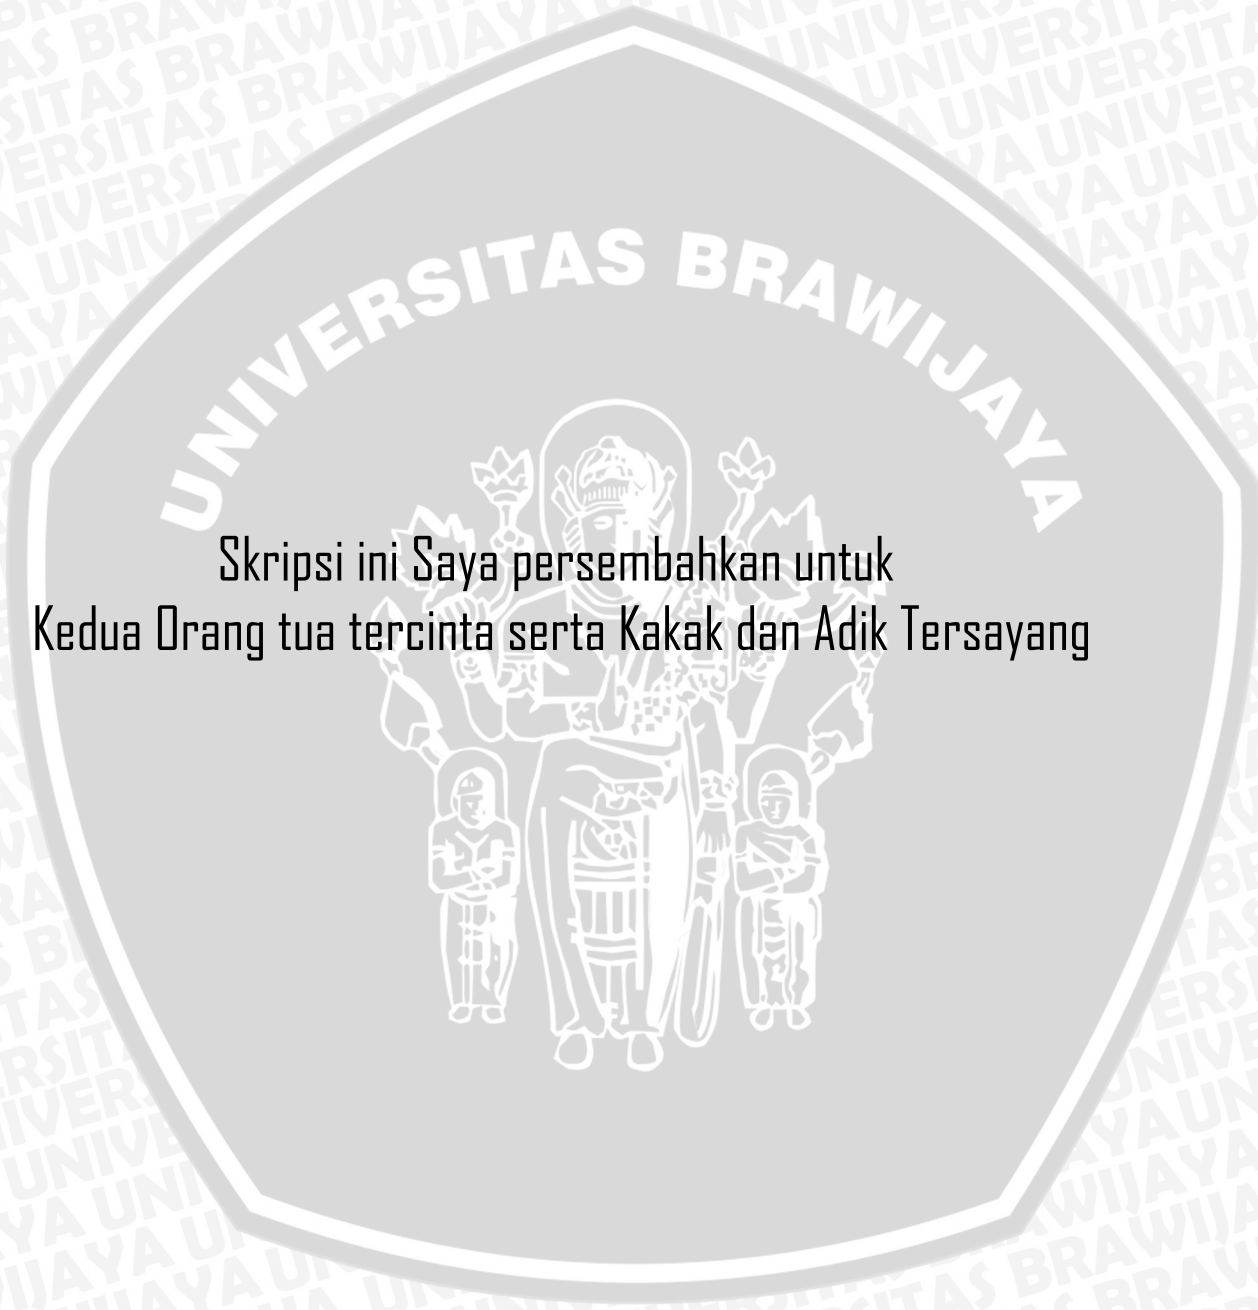 UNIVERSITAS BRAWIJAYA
Skripsi ini Saya persembahkan untuk
Kedua Orang tua tercinta serta Kakak dan Adik Tersayang